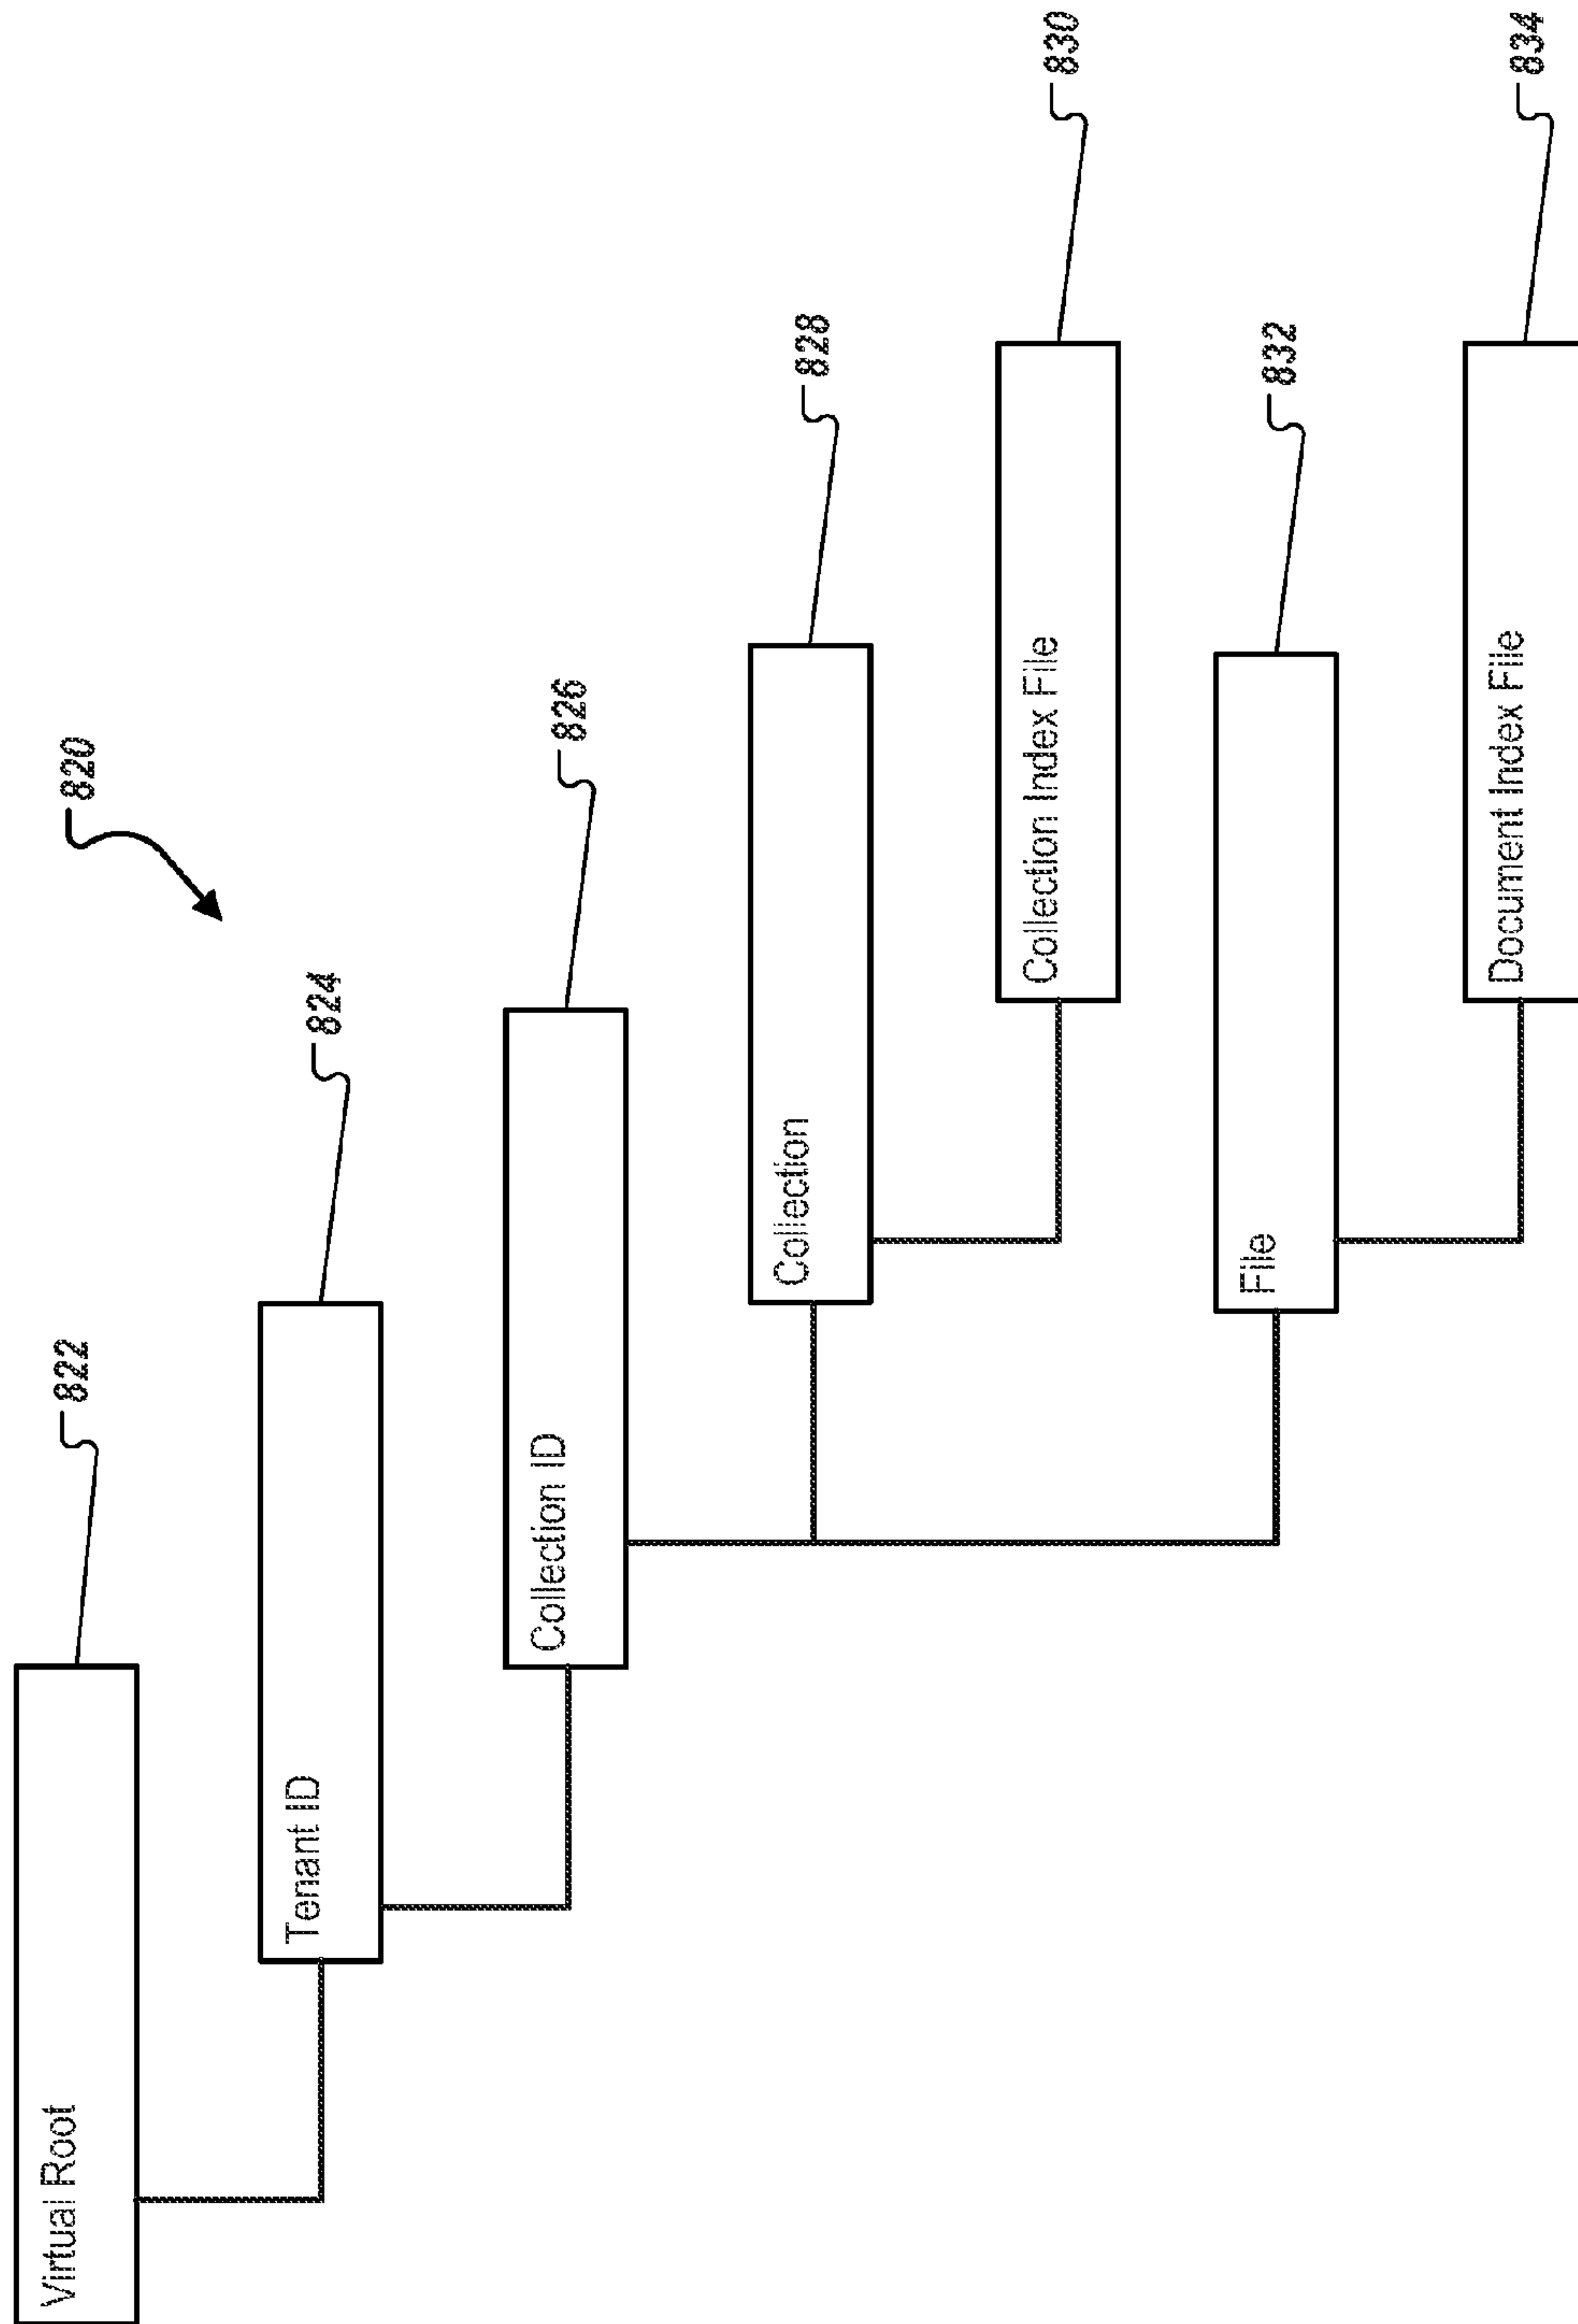 820
Virtual Root
822
Tenant ID
824
Collection ID
826
Collection
828
Collection Index File
830
File
832
Document Index File
834